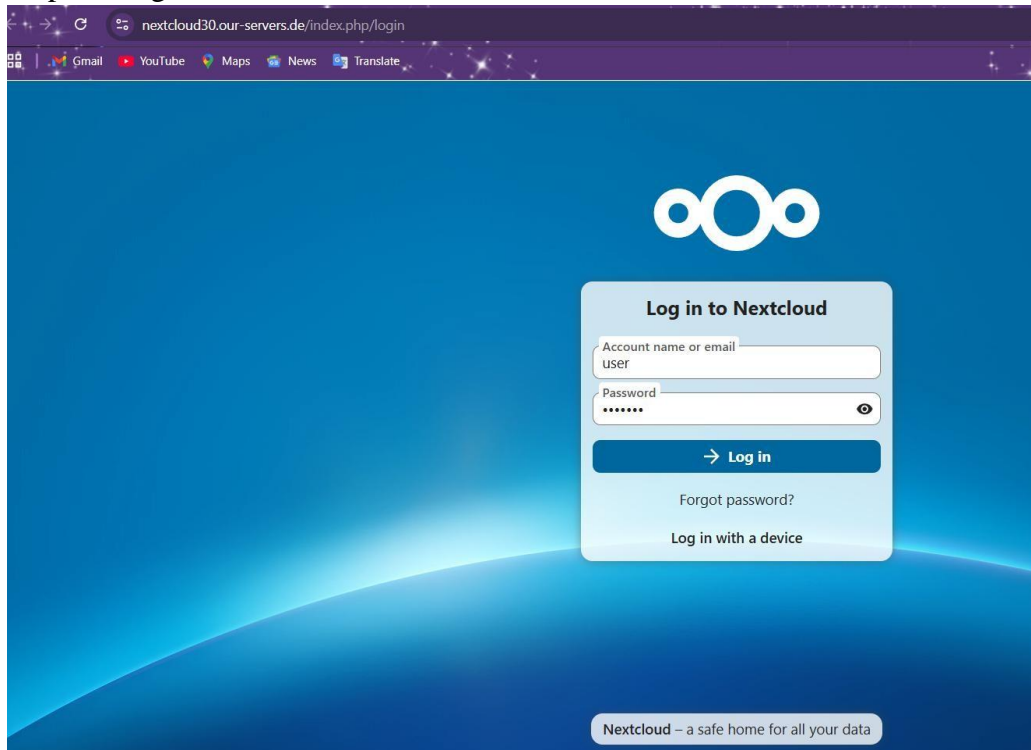 nextcloud30.our-servers.de/index.php/login
Gmail YouTube Maps News Translate
Log in to Nextcloud
Account name or email
user
Password
•••••••
→ Log in
Forgot password?
Log in with a device
Nextcloud – a safe home for all your data